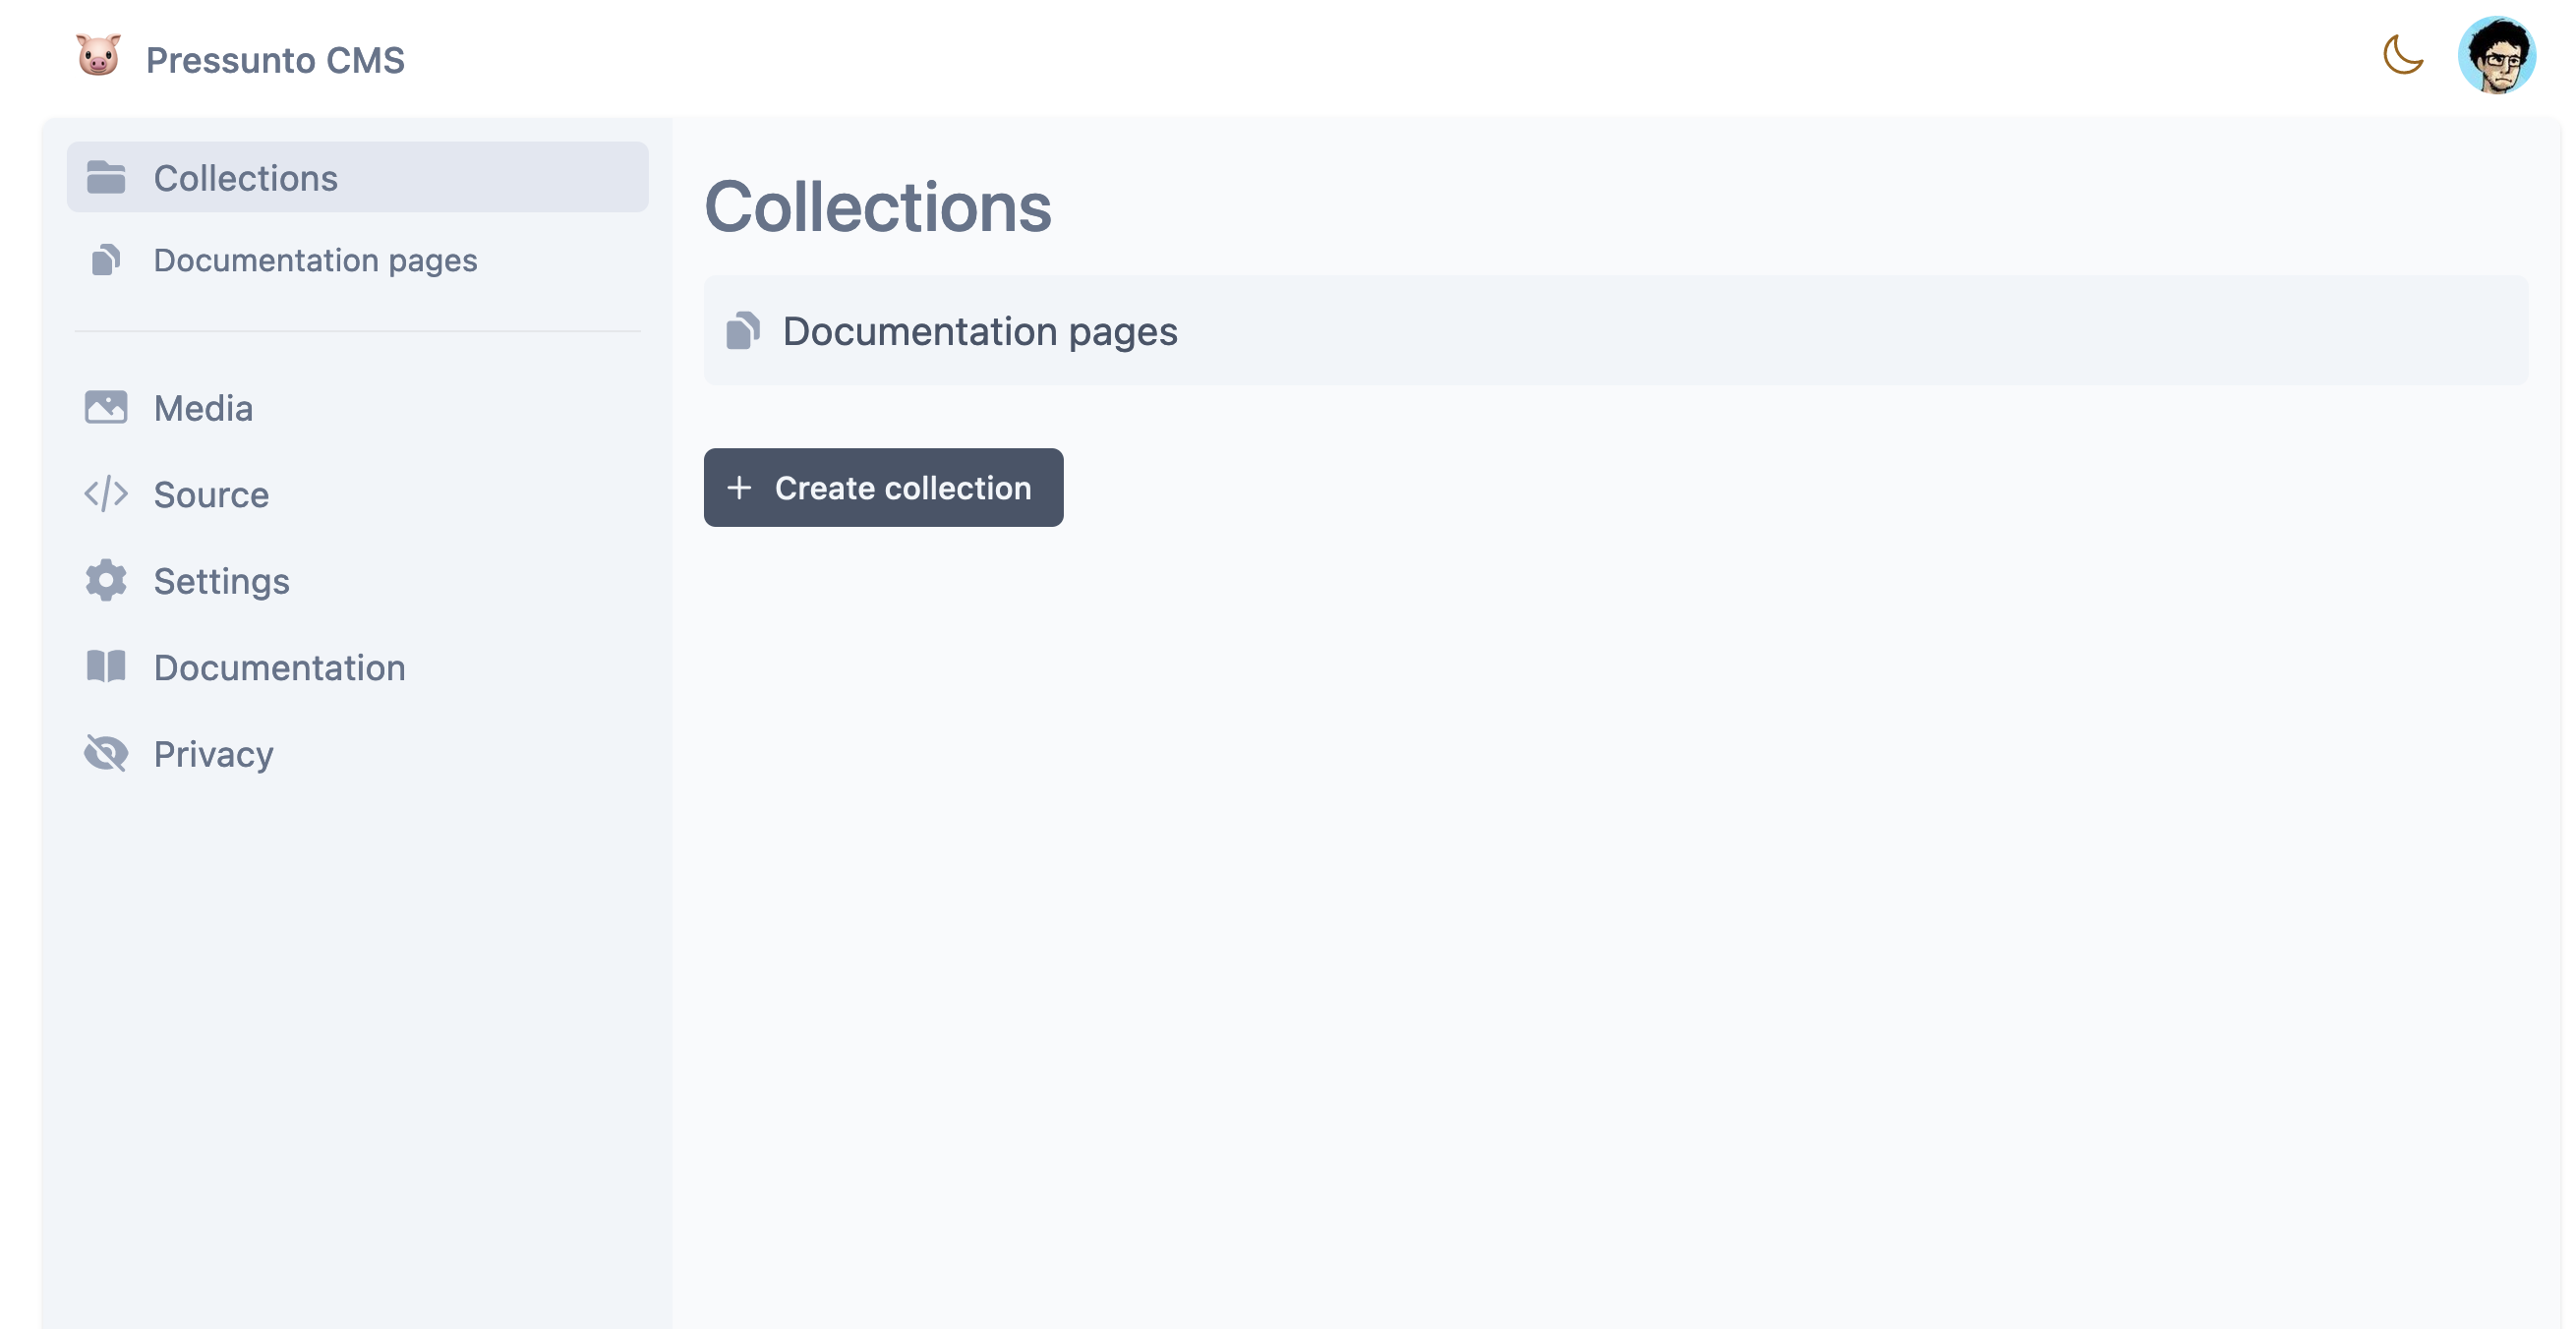 Pressunto CMS
Collections
Documentation pages
Media
Source
Settings
Documentation
Privacy
Collections
Documentation pages
Create collection